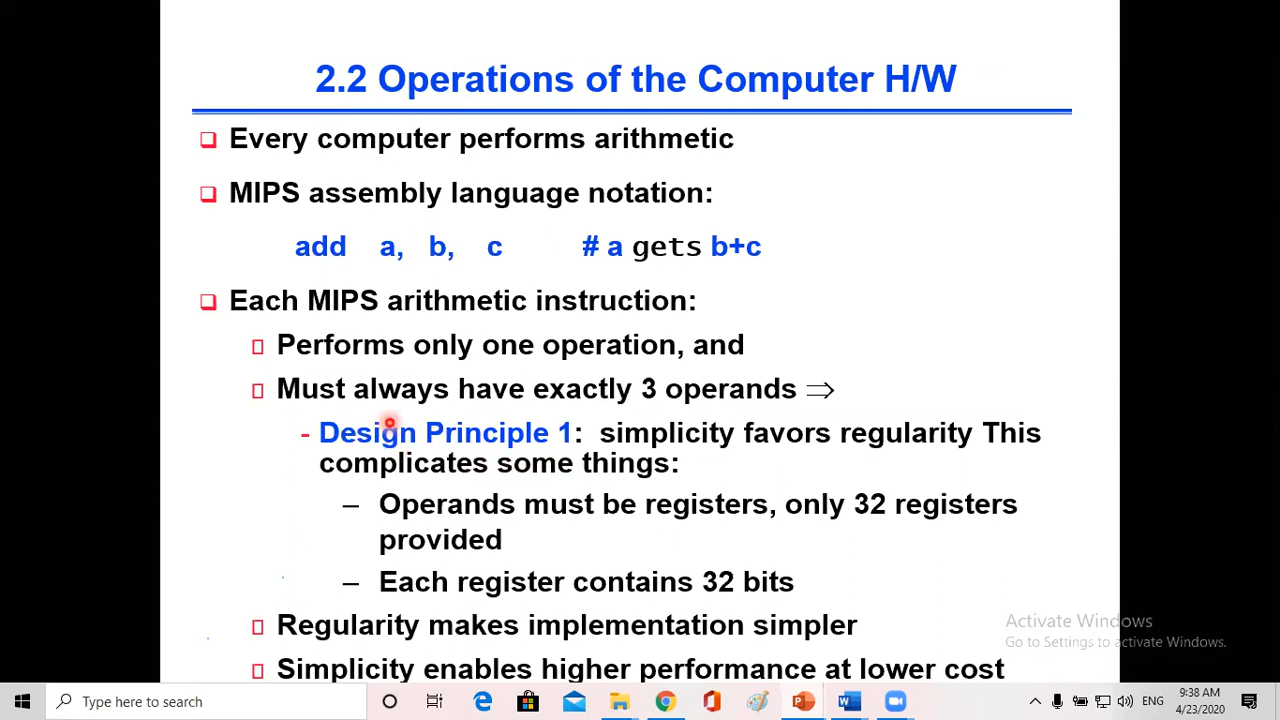 2.2 Operations of the Computer H/W
Every computer performs arithmetic
MIPS assembly language notation:
add a, b, c # a gets b+c
Each MIPS arithmetic instruction:
Performs only one operation, and
Must always have exactly 3 operands ⇒
- Design Principle 1: simplicity favors regularity This
complicates some things:
– Operands must be registers, only 32 registers
provided
– Each register contains 32 bits
Regularity makes implementation simpler
Simplicity enables higher performance at lower cost
Activate Windows
Go to Settings to activate Windows.
Type here to search
ENG
9:38 AM
4/23/2020